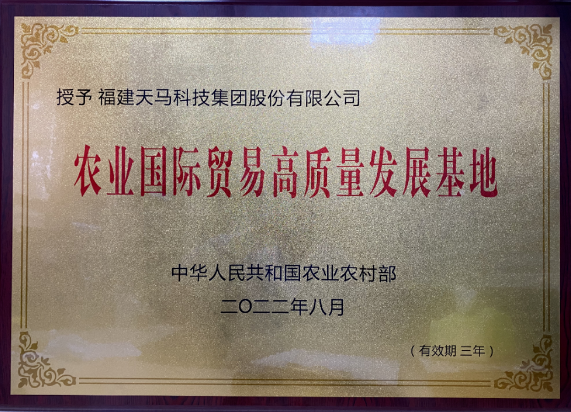 授予 福建天马科技集团股份有限公司
农业国际贸易高质量发展基地
中华人民共和国农业农村部
二〇二二年八月
（有效期 三年）